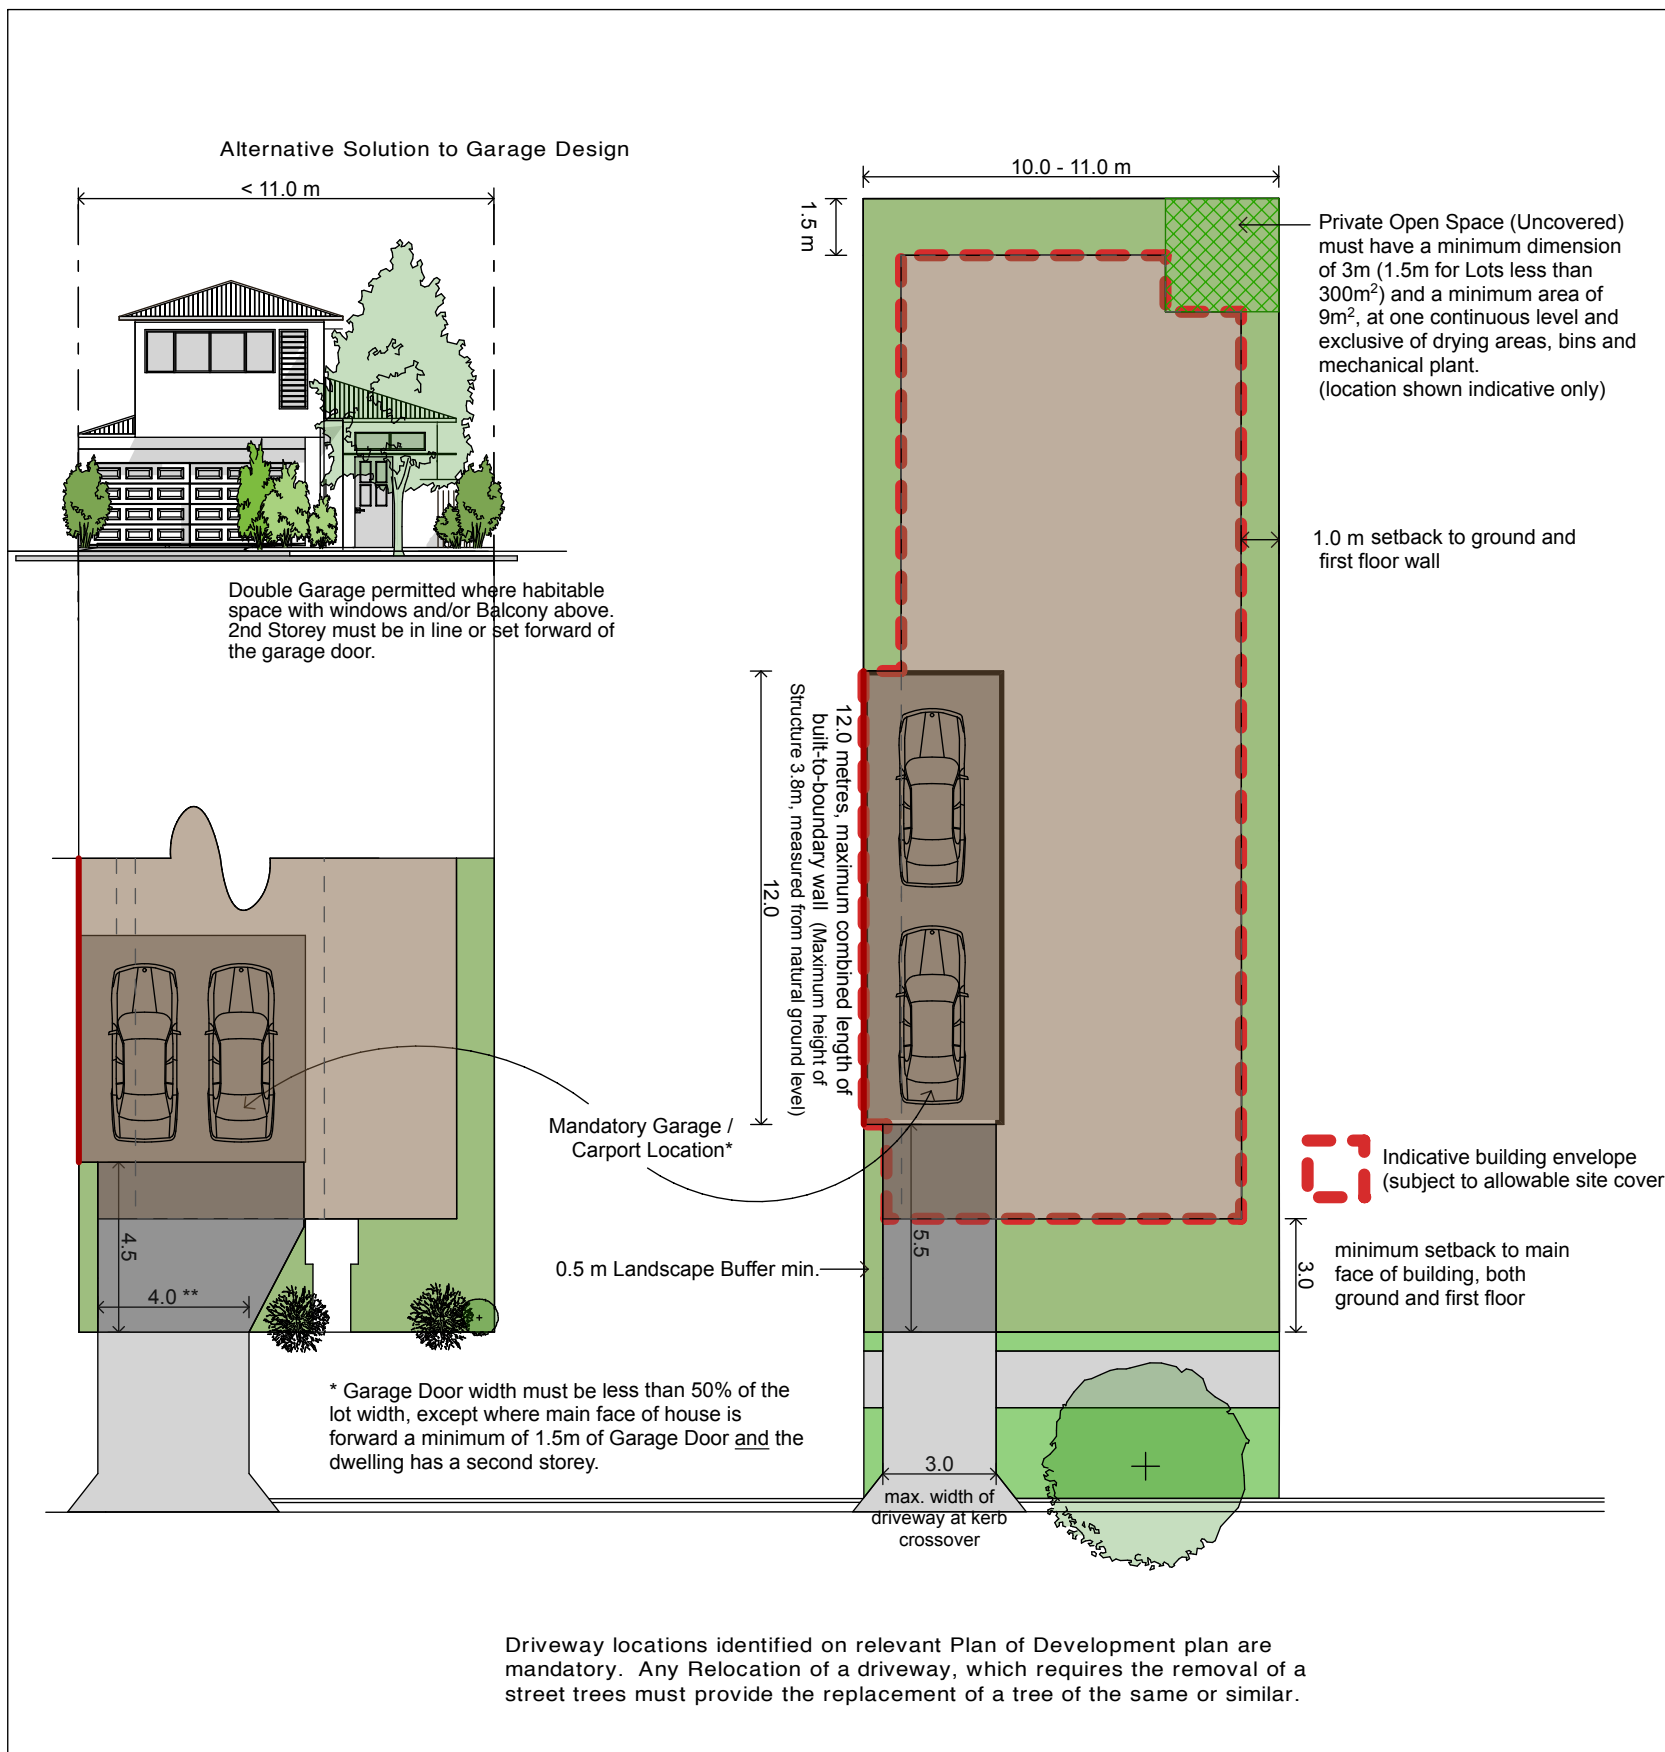 Alternative Solution to Garage Design
< 11.0 m
10.0 - 11.0 m
1.5 m
Private Open Space (Uncovered)
must have a minimum dimension
of 3m (1.5m for Lots less than
300m²) and a minimum area of
9m², at one continuous level and
exclusive of drying areas, bins and
mechanical plant.
(location shown indicative only)
1.0 m setback to ground and
first floor wall
Double Garage permitted where habitable
space with windows and/or Balcony above.
2nd Storey must be in line or set forward of
the garage door.
12.0 metres, maximum combined length of
built-to-boundary wall (Maximum height of
Structure 3.8m, measured from natural ground level)
12.0
Mandatory Garage /
Carport Location*
Indicative building envelope
(subject to allowable site cover
4.5
5.5
4.0 **
0.5 m Landscape Buffer min.
3.0
minimum setback to main
face of building, both
ground and first floor
* Garage Door width must be less than 50% of the
lot width, except where main face of house is
forward a minimum of 1.5m of Garage Door and the
dwelling has a second storey.
3.0
max. width of
driveway at kerb
crossover
Driveway locations identified on relevant Plan of Development plan are
mandatory. Any Relocation of a driveway, which requires the removal of a
street trees must provide the replacement of a tree of the same or similar.